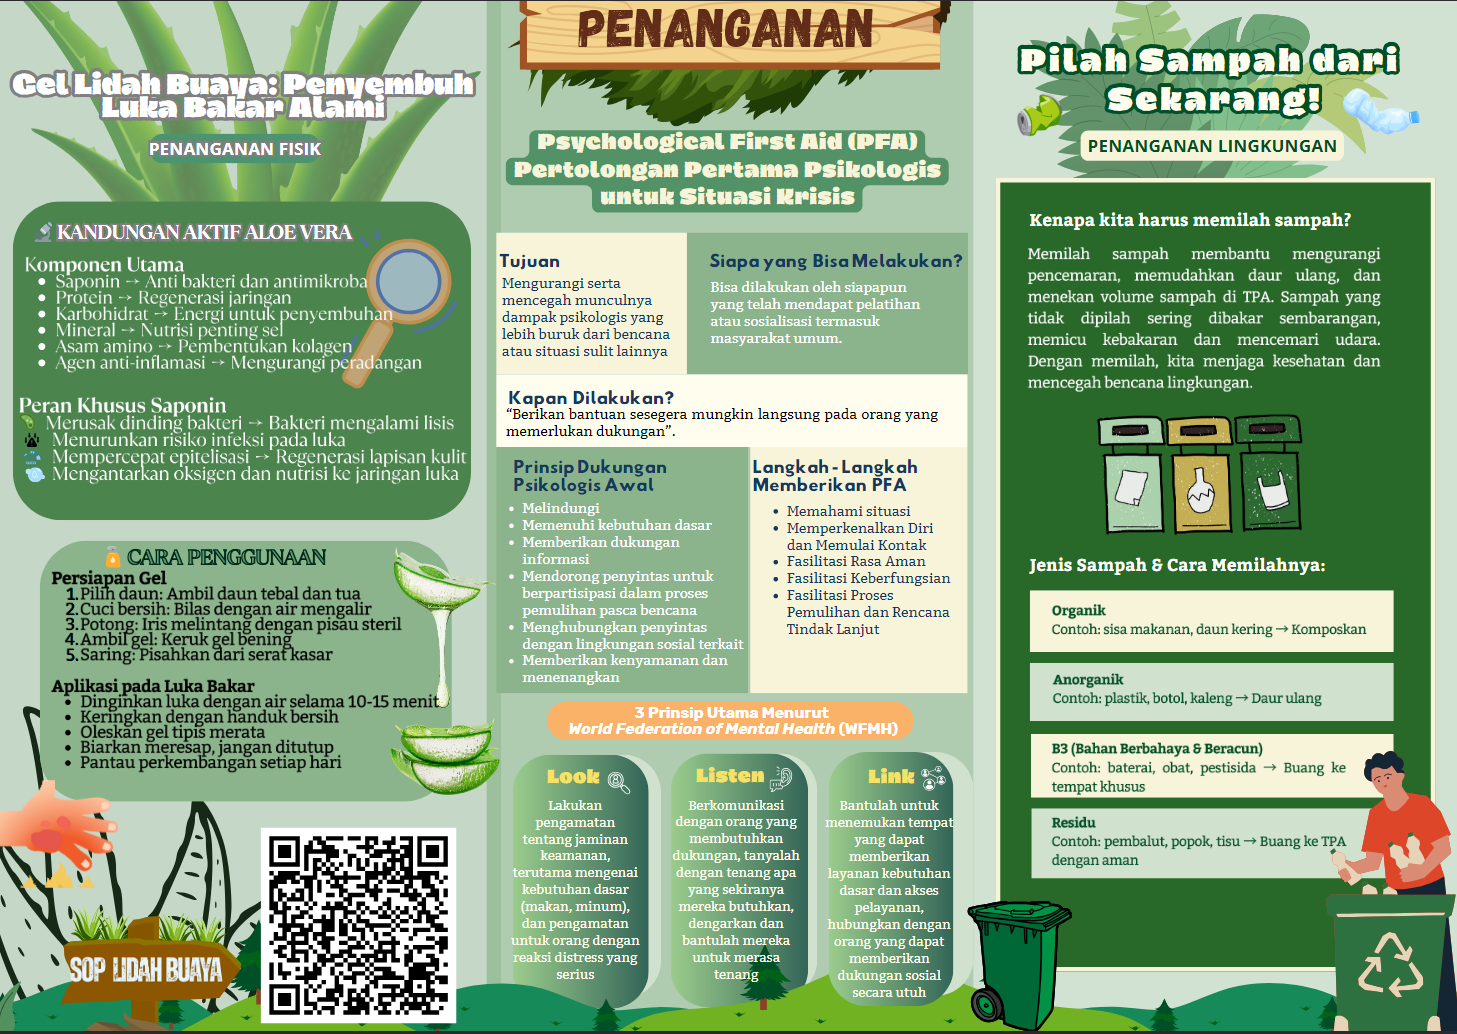 Gel Lidah Buaya: Penyembuh
Luka Bakar Alami
PENANGANAN FISIK
KANDUNGAN AKTIF ALOE VERA
Komponen Utama
• Saponin → Anti bakteri dan antimikroba
• Protein → Regenerasi jaringan
• Karbohidrat → Energi untuk penyembuhan
• Mineral → Nutrisi penting sel
• Asam amino → Pembentukan kolagen
• Agen anti-inflamasi → Mengurangi peradangan
Peran Khusus Saponin
Merusak dinding bakteri → Bakteri mengalami lisis
Menurunkan risiko infeksi pada luka
Mempercepat epitelisasi → Regenerasi lapisan kulit
Mengantarkan oksigen dan nutrisi ke jaringan luka
CARA PENGGUNAAN
Persiapan Gel
1. Pilih daun: Ambil daun tebal dan tua
2. Cuci bersih: Bilas dengan air mengalir
3. Potong: Iris melintang dengan pisau steril
4. Ambil gel: Keruk gel bening
5. Saring: Pisahkan dari serat kasar
Aplikasi pada Luka Bakar
• Dinginkan luka dengan air selama 10-15 menit
• Keringkan dengan handuk bersih
• Oleskan gel tipis merata
• Biarkan meresap, jangan ditutup
• Pantau perkembangan setiap hari
SOP LIDAH BUAYA
PENANGANAN
Psychological First Aid (PFA)
Pertolongan Pertama Psikologis
untuk Situasi Krisis
Tujuan
Mengurangi serta
mencegah munculnya
dampak psikologis yang
lebih buruk dari bencana
atau situasi sulit lainnya
Siapa yang Bisa Melakukan?
Bisa dilakukan oleh siapapun
yang telah mendapat pelatihan
atau sosialisasi termasuk
masyarakat umum.
Kapan Dilakukan?
“Berikan bantuan sesegera mungkin langsung pada orang yang
memerlukan dukungan”.
Prinsip Dukungan
Psikologis Awal
• Melindungi
• Memenuhi kebutuhan dasar
• Memberikan dukungan
informasi
• Mendorong penyintas untuk
berpartisipasi dalam proses
pemulihan pasca bencana
• Menghubungkan penyintas
dengan lingkungan sosial terkait
• Memberikan kenyamanan dan
menenangkan
Langkah - Langkah
Memberikan PFA
• Memahami situasi
• Memperkenalkan Diri
dan Memulai Kontak
• Fasilitasi Rasa Aman
• Fasilitasi Keberfungsian
• Fasilitasi Proses
Pemulihan dan Rencana
Tindak Lanjut
3 Prinsip Utama Menurut
World Federation of Mental Health (WFMH)
Look
Lakukan
pengamatan
tentang jaminan
keamanan,
terutama mengenai
kebutuhan dasar
(makan, minum),
dan pengamatan
untuk orang dengan
reaksi distress yang
serius
Listen
Berkomunikasi
dengan orang yang
membutuhkan
dukungan, tanyalah
dengan tenang apa
yang sekiranya
mereka butuhkan,
dengarkan dan
bantulah mereka
untuk merasa
tenang
Link
Bantulah untuk
menemukan tempat
yang dapat
memberikan
layanan kebutuhan
dasar dan akses
pelayanan,
hubungkan dengan
orang yang dapat
memberikan
dukungan sosial
secara utuh
Pilah Sampah dari
Sekarang!
PENANGANAN LINGKUNGAN
Kenapa kita harus memilah sampah?
Memilah sampah membantu mengurangi
pencemaran, memudahkan daur ulang, dan
menekan volume sampah di TPA. Sampah yang
tidak dipilah sering dibakar sembarangan,
memicu kebakaran dan mencemari udara.
Dengan memilah, kita menjaga kesehatan dan
mencegah bencana lingkungan.
Jenis Sampah & Cara Memilahnya:
Organik
Contoh: sisa makanan, daun kering → Komposkan
Anorganik
Contoh: plastik, botol, kaleng → Daur ulang
B3 (Bahan Berbahaya & Beracun)
Contoh: baterai, obat, pestisida → Buang ke
tempat khusus
Residu
Contoh: pembalut, popok, tisu → Buang ke TPA
dengan aman